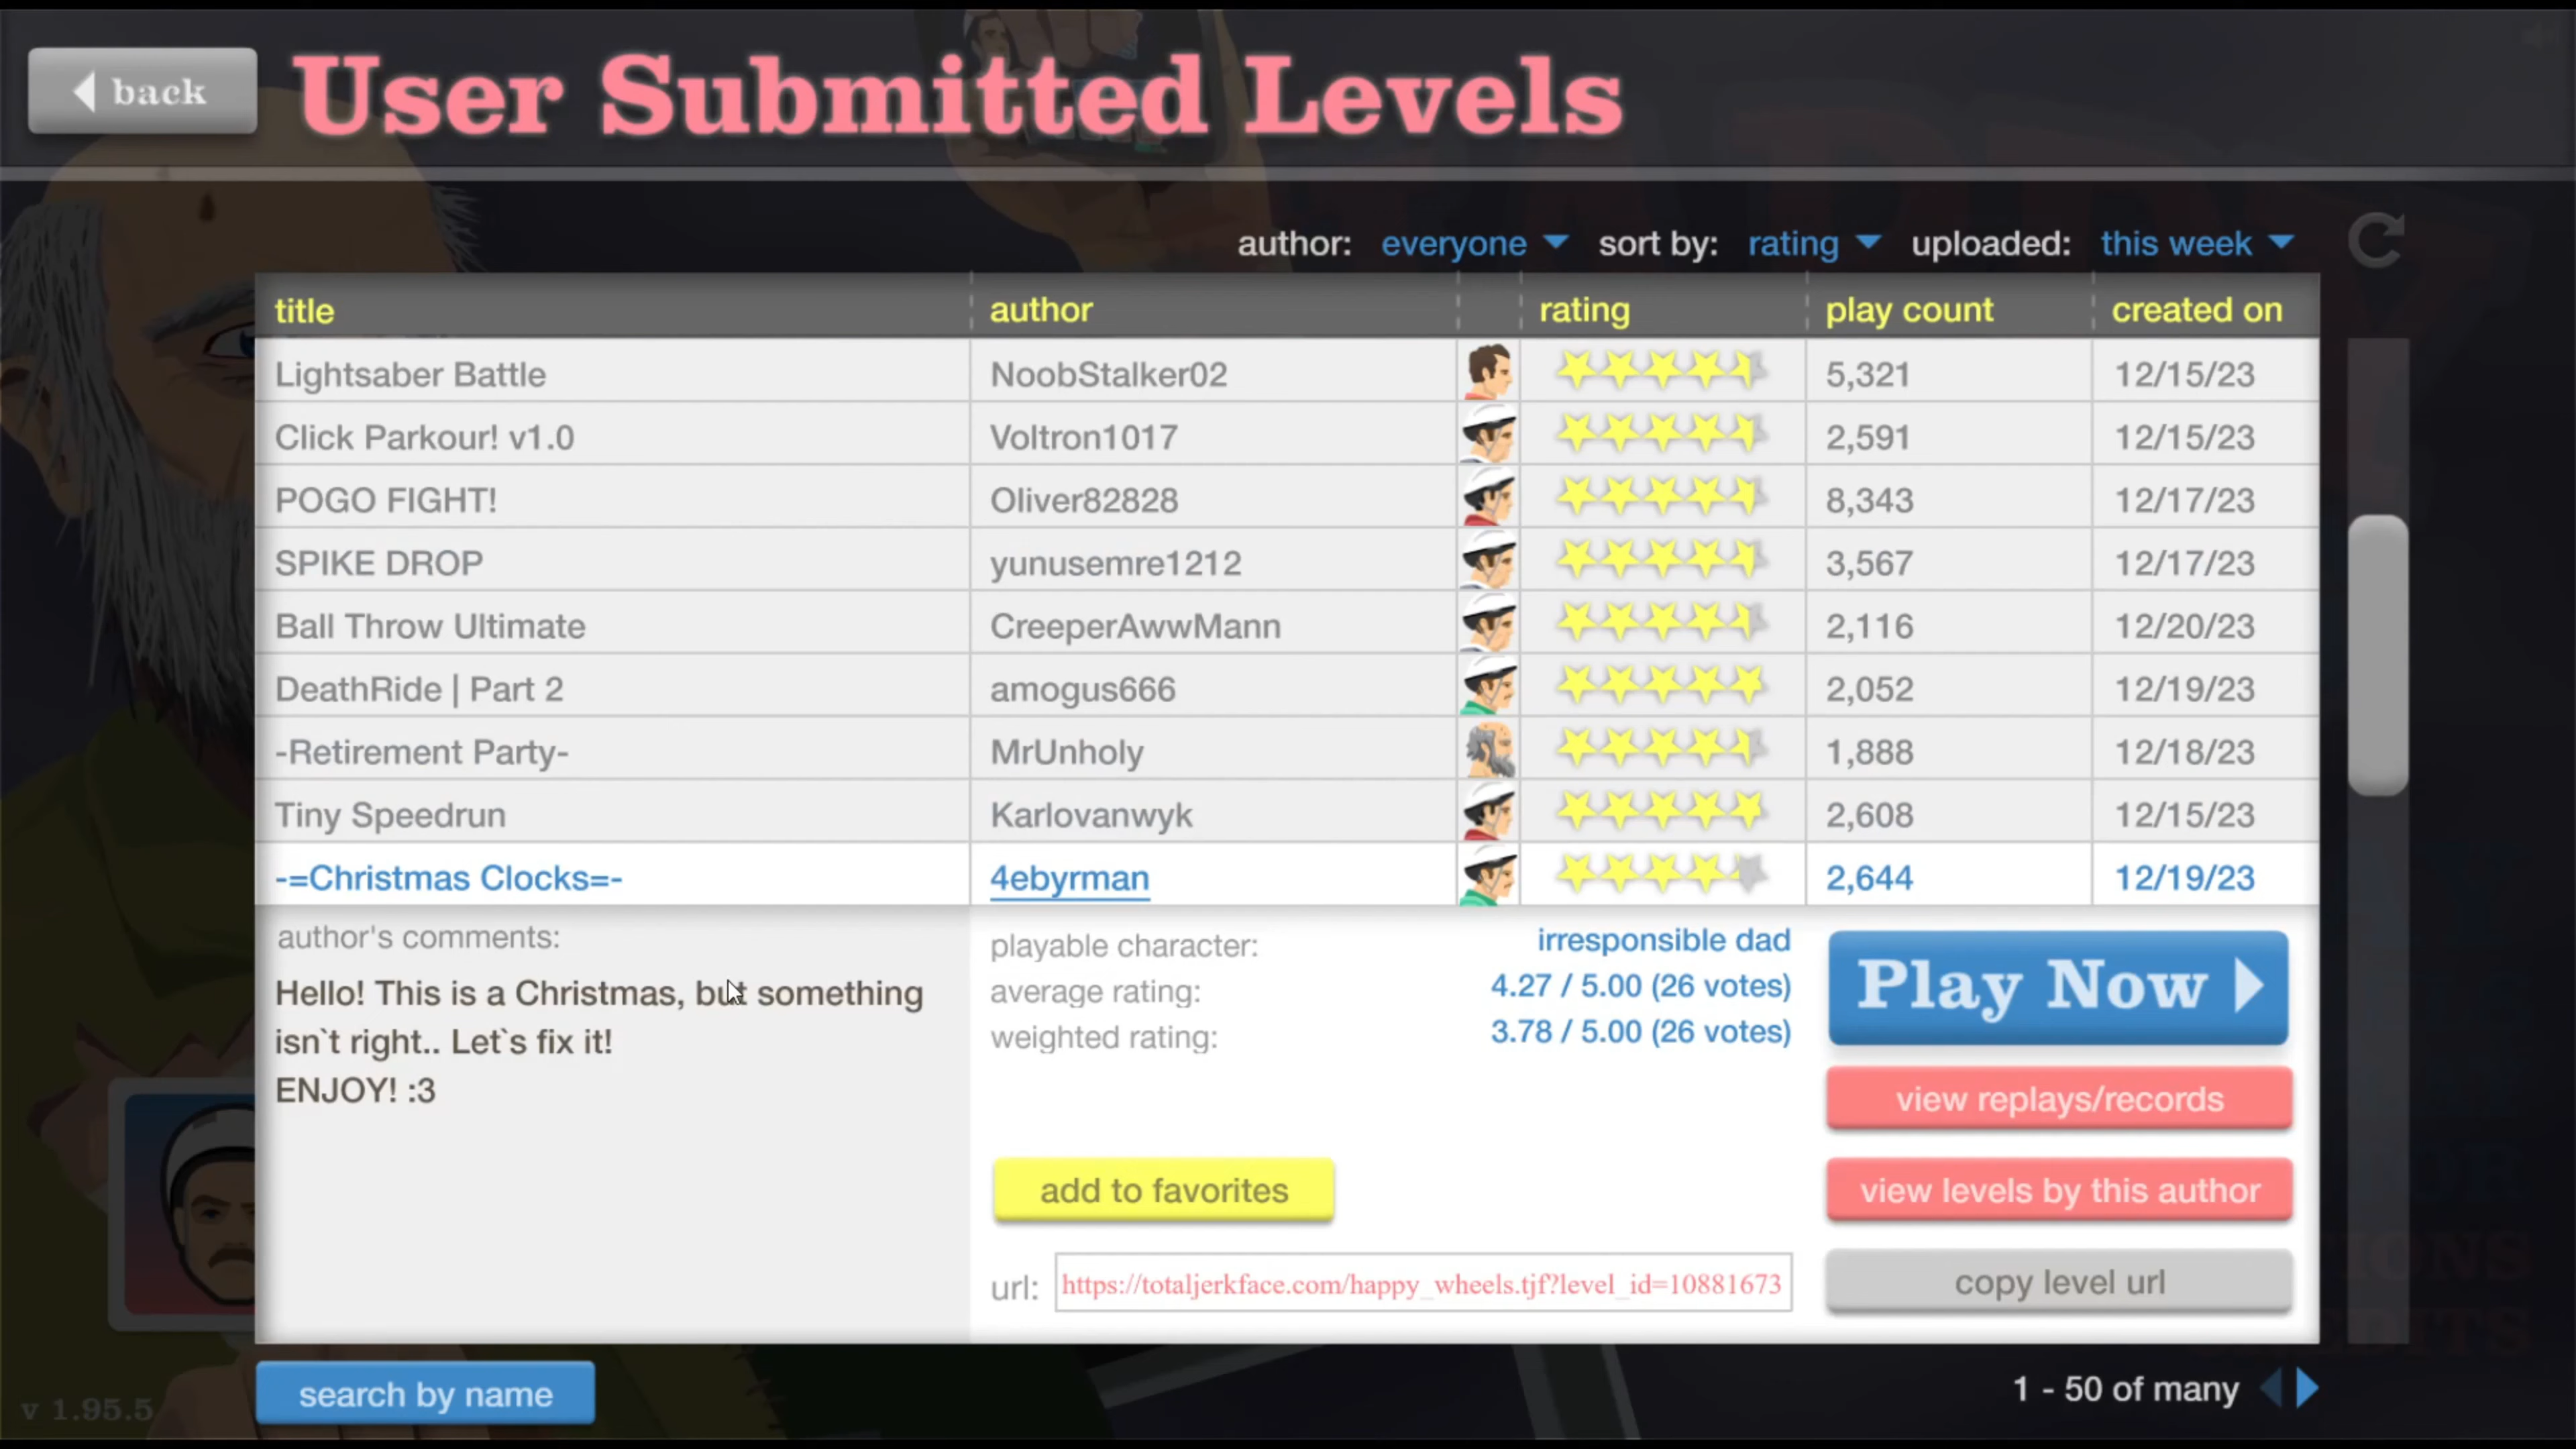 back
User Submitted Levels
author: everyone sort by: rating uploaded: this week
title author rating play count created on
Lightsaber Battle NoobStalker02 5,321 12/15/23
Click Parkour! v1.0 Voltron1017 2,591 12/15/23
POGO FIGHT! Oliver82828 8,343 12/17/23
SPIKE DROP yunusemre1212 3,567 12/17/23
Ball Throw Ultimate CreeperAwwMann 2,116 12/20/23
DeathRide | Part 2 amogus666 2,052 12/19/23
-Retirement Party- MrUnholy 1,888 12/18/23
Tiny Speedrun Karlovanwyk 2,608 12/15/23
-=Christmas Clocks=- 4ebyrman 2,644 12/19/23
author's comments:
Hello! This is a Christmas, but something
isn`t right.. Let`s fix it!
ENJOY! :3
playable character: irresponsible dad
average rating: 4.27 / 5.00 (26 votes)
weighted rating: 3.78 / 5.00 (26 votes)
Play Now
view replays/records
add to favorites
view levels by this author
url: https://totaljerkface.com/happy_wheels.tjf?level_id=10881673
copy level url
search by name
1 - 50 of many
v 1.95.5